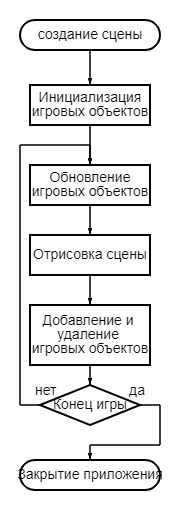 создание сцены
Инициализация
игровых объектов
Обновление
игровых объектов
Отрисовка сцены
Добавление и
удаление
игровых объектов
нет
да
Конец игры
Закрытие приложения